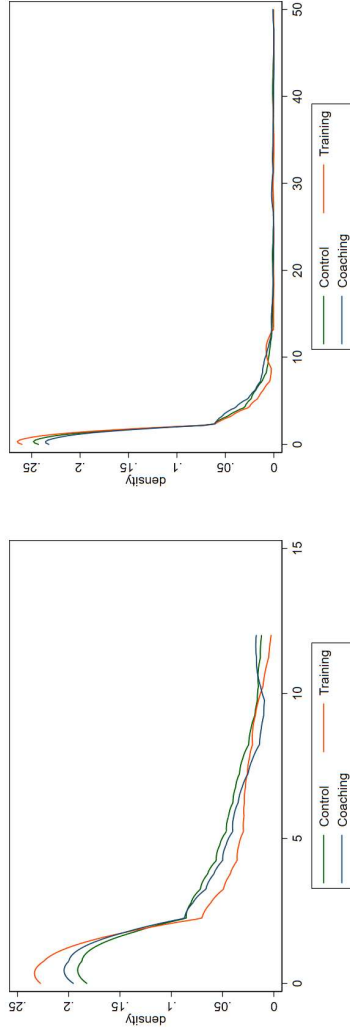 density
.25
.2
.15
.1
.05
0
0
5
10
15
Control
Training
Coaching
density
.25
.2
.15
.1
.05
0
0
10
20
30
40
50
Control
Training
Coaching